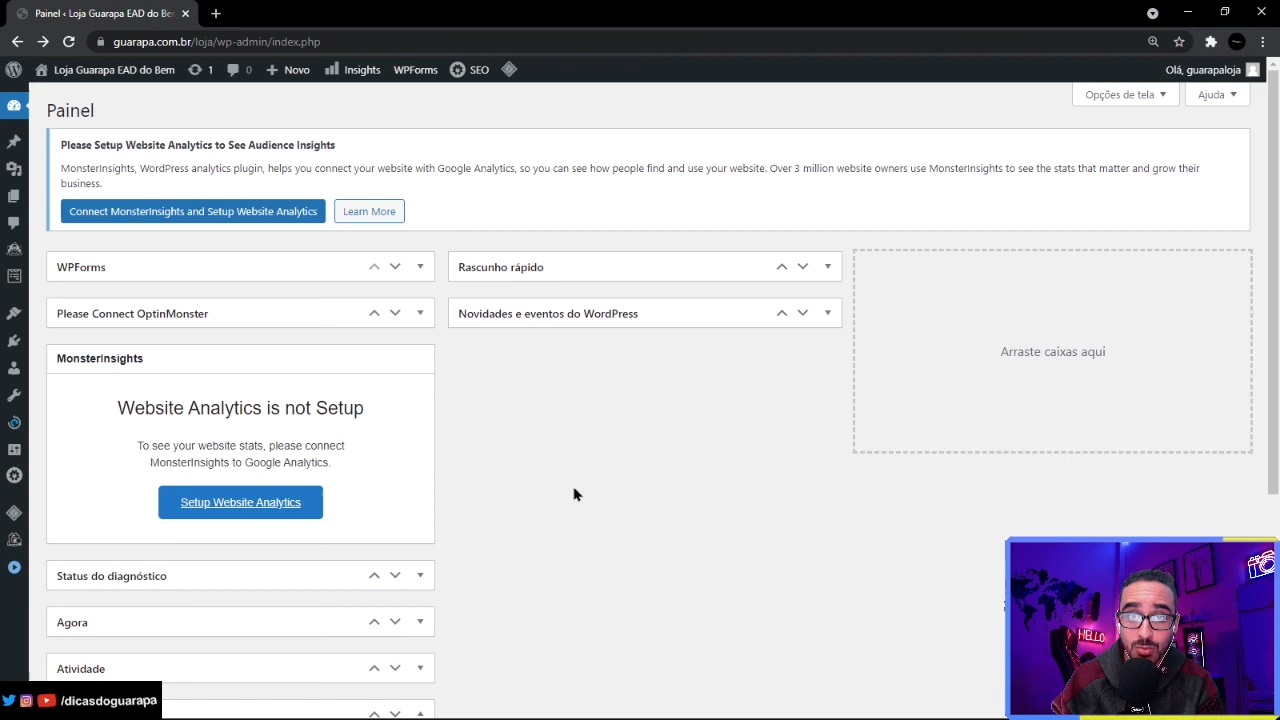 Painel ‹ Loja Guarapa EAD do Be
guarapa.com.br/loja/wp-admin/index.php
Loja Guarapa EAD do Bem 1 0 Novo Insights WPForms SEO Olá, guarapaloja
Painel
Opções de tela Ajuda
Please Setup Website Analytics to See Audience Insights
MonsterInsights, WordPress analytics plugin, helps you connect your website with Google Analytics, so you can see how people find and use your website. Over 3 million website owners use MonsterInsights to see the stats that matter and grow their
business.
Connect MonsterInsights and Setup Website Analytics Learn More
WPForms
Rascunho rápido
Please Connect OptinMonster
Novidades e eventos do WordPress
Arraste caixas aqui
MonsterInsights
Website Analytics is not Setup
To see your website stats, please connect
MonsterInsights to Google Analytics.
Setup Website Analytics
Status do diagnóstico
Agora
Atividade
HELLO
/dicasdoguarapa